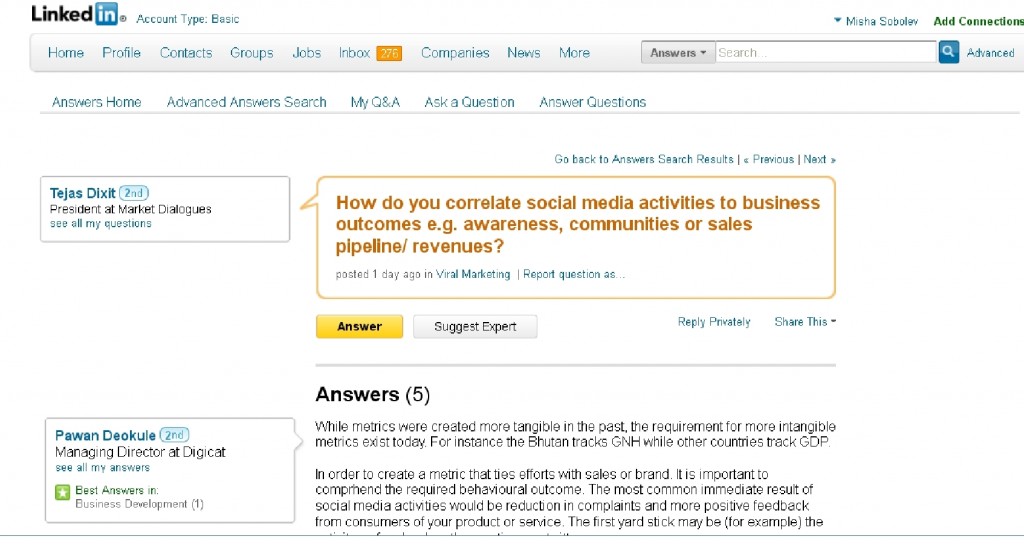 Linked in® Account Type: Basic
Misha Sobolev Add Connections
Home Profile Contacts Groups Jobs Inbox 276 Companies News More
Answers Search... Advanced
Answers Home Advanced Answers Search My Q&A Ask a Question Answer Questions
Go back to Answers Search Results | « Previous | Next »
Tejas Dixit 2nd
President at Market Dialogues
see all my questions
How do you correlate social media activities to business
outcomes e.g. awareness, communities or sales
pipeline/ revenues?
posted 1 day ago in Viral Marketing | Report question as...
Answer Suggest Expert Reply Privately Share This
Answers (5)
Pawan Deokule 2nd
Managing Director at Digicat
see all my answers
Best Answers in:
Business Development (1)
While metrics were created more tangible in the past, the requirement for more intangible
metrics exist today. For instance the Bhutan tracks GNH while other countries track GDP.
In order to create a metric that ties efforts with sales or brand. It is important to
comprhend the required behavioural outcome. The most common immediate result of
social media activities would be reduction in complaints and more positive feedback
from consumers of your product or service. The first yard stick may be (for example) the